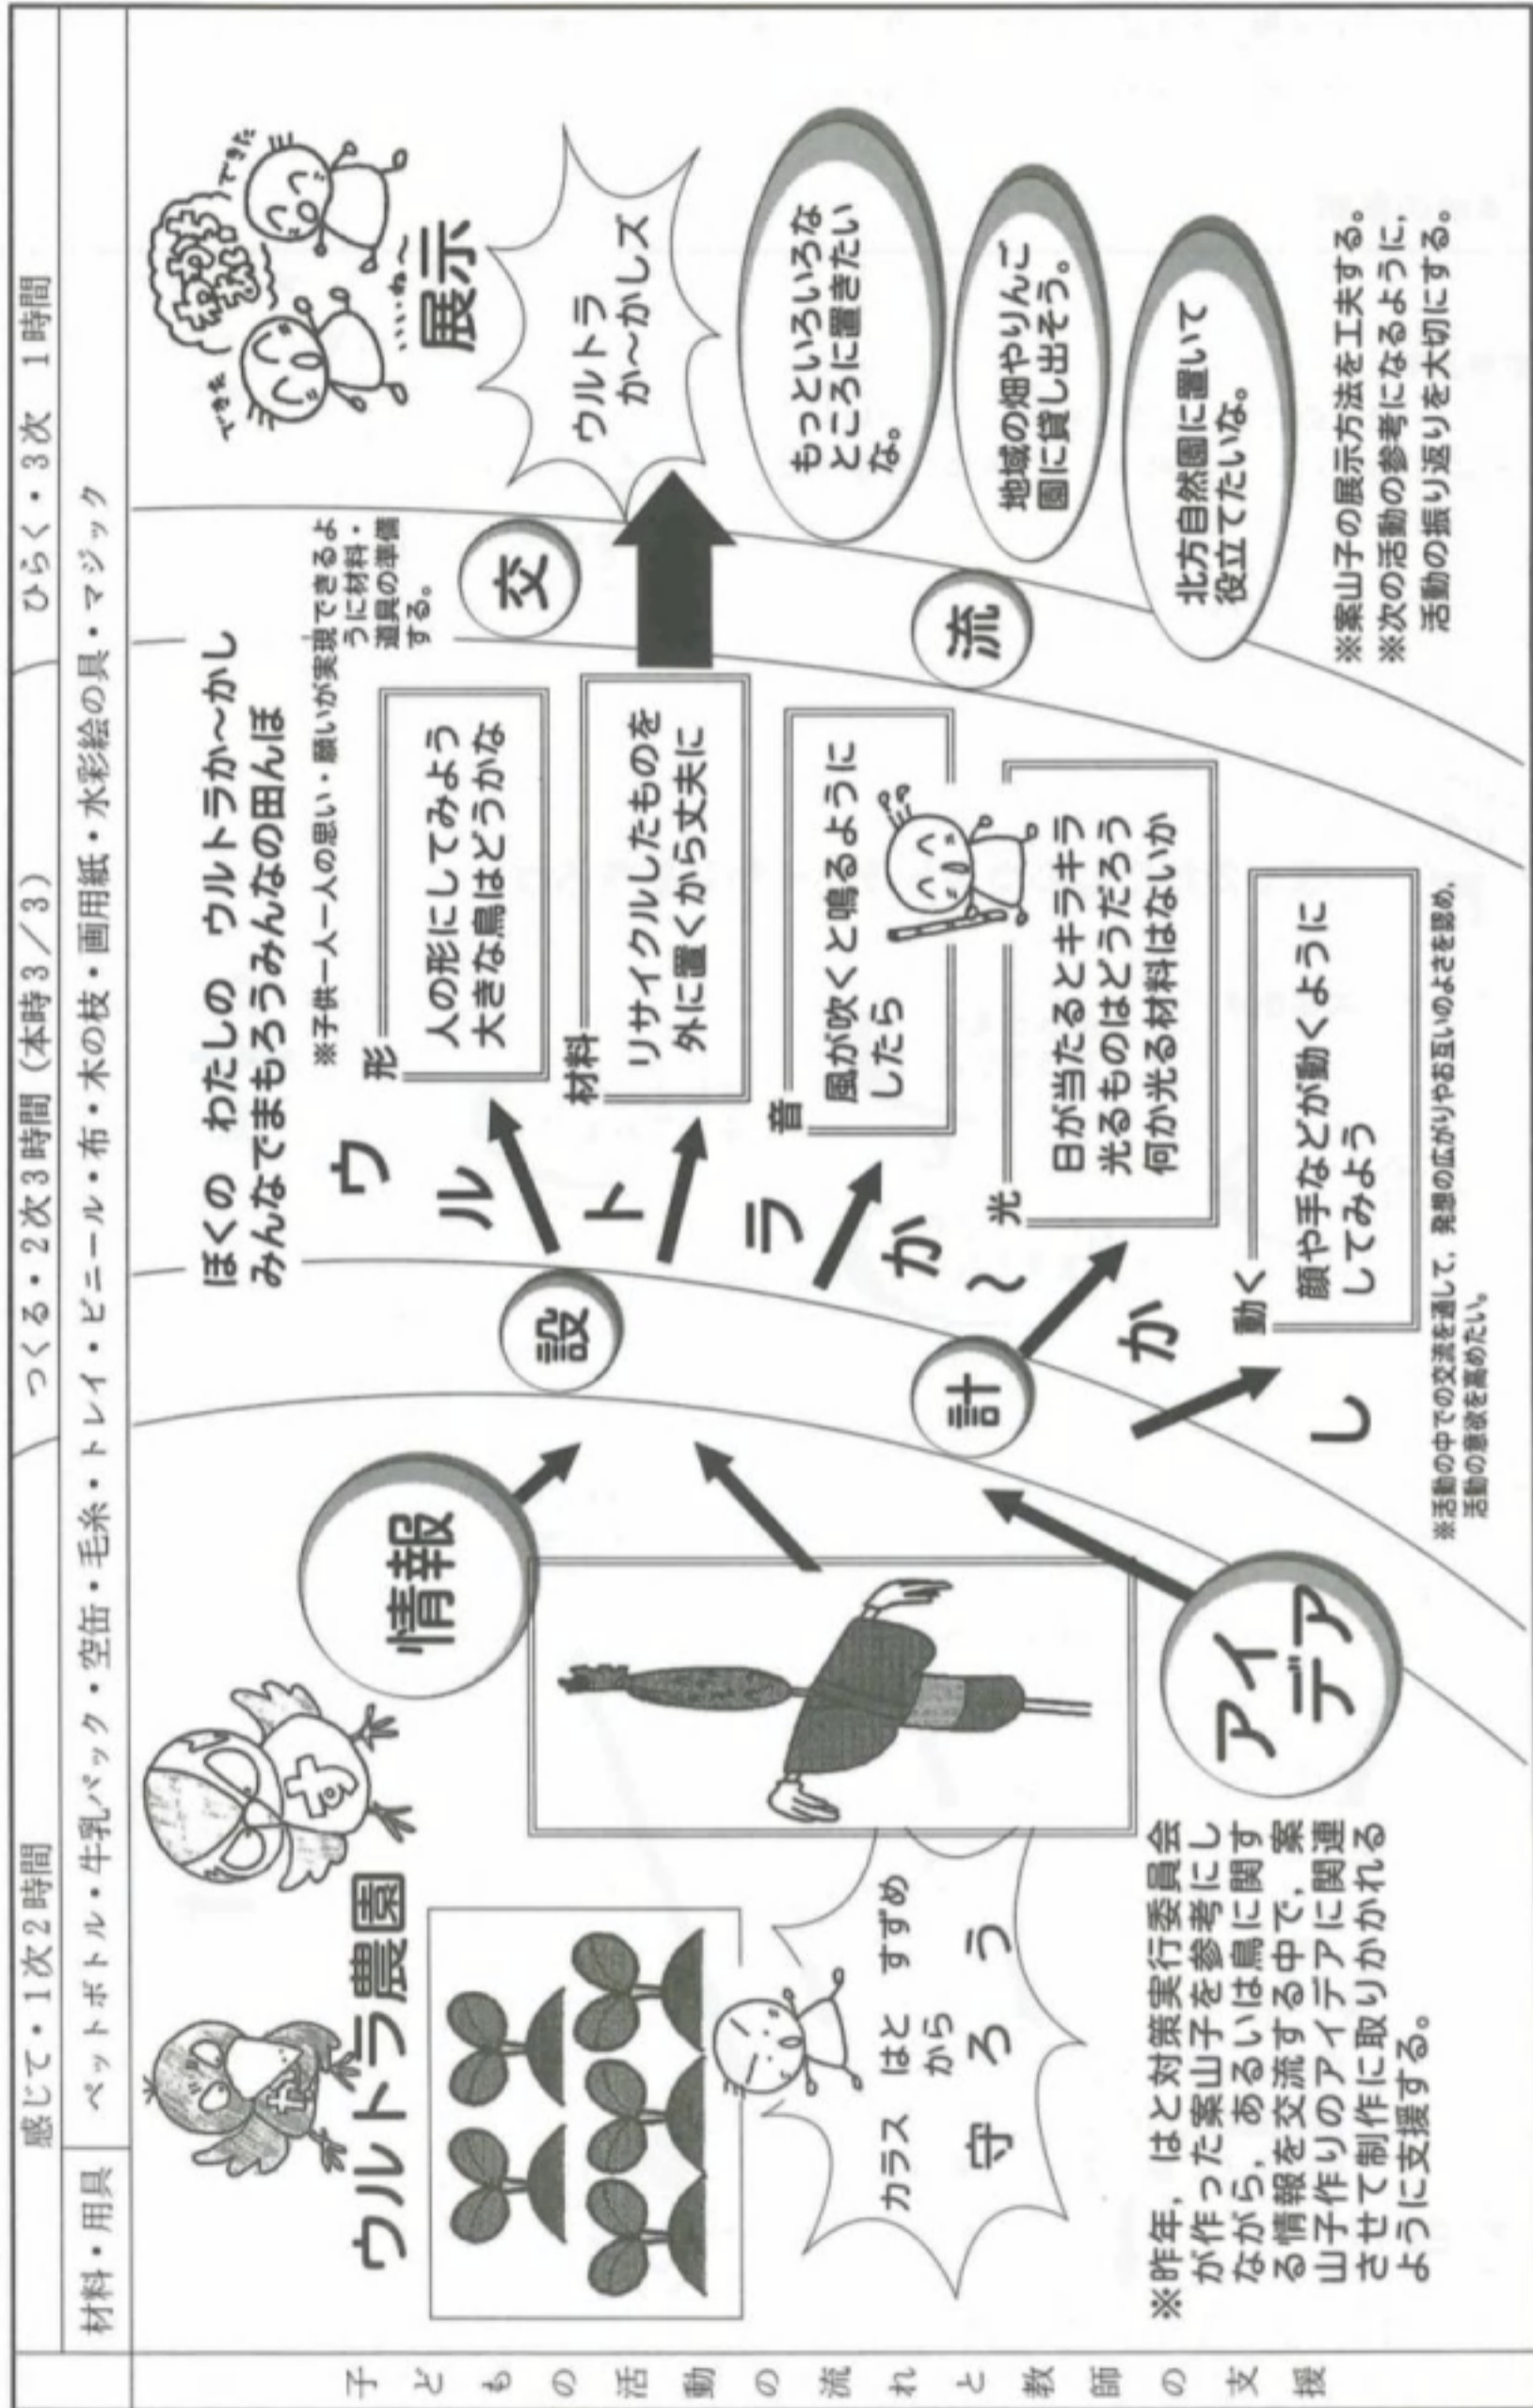 感じて・1次2時間
つくる・2次3時間(本時3/3)
ひらく・3次 1時間
材料・用具
ペットボトル・牛乳パック・空缶・毛糸・トレイ・ビニール・布・木の枝・画用紙・水彩絵の具・マジック
子どもの活動の流れと教師の支援
ウルトラ農園
す
カラス はと すずめ
から
守ろう
※昨年,はと対策実行委員会
が作った案山子を参考にし
ながら,あるいは鳥に関す
る情報を交流する中で,案
山子作りのアイデアに関連
させて制作に取りかかれる
ように支援する。
情報
アイ
デア
設
計
ぼくの わたしの ウルトラか~かし
みんなでまもろうみんなの田んぼ
※子供一人一人の思い・願いが実現できるよ
うに材料・
道具の準備
する。
ウルトラか~かし
形
人の形にしてみよう
大きな鳥はどうかな
材料
リサイクルしたものを
外に置くから丈夫に
音
風が吹くと鳴るように
したら
光
日が当たるとキラキラ
光るものはどうだろう
何か光る材料はないか
動く
顔や手などが動くように
してみよう
※活動の中での交流を通して,発想の広がりやお互いのよさを認め,
活動の意欲を高めたい。
交
流
できた
できた
いいね~
展示
ウルトラ
か~かしズ
もっといろいろな
ところに置きたい
な。
地域の畑やりんご
園に貸し出そう。
北方自然園に置いて
役立てたいな。
※案山子の展示方法を工夫する。
※次の活動の参考になるように,
活動の振り返りを大切にする。